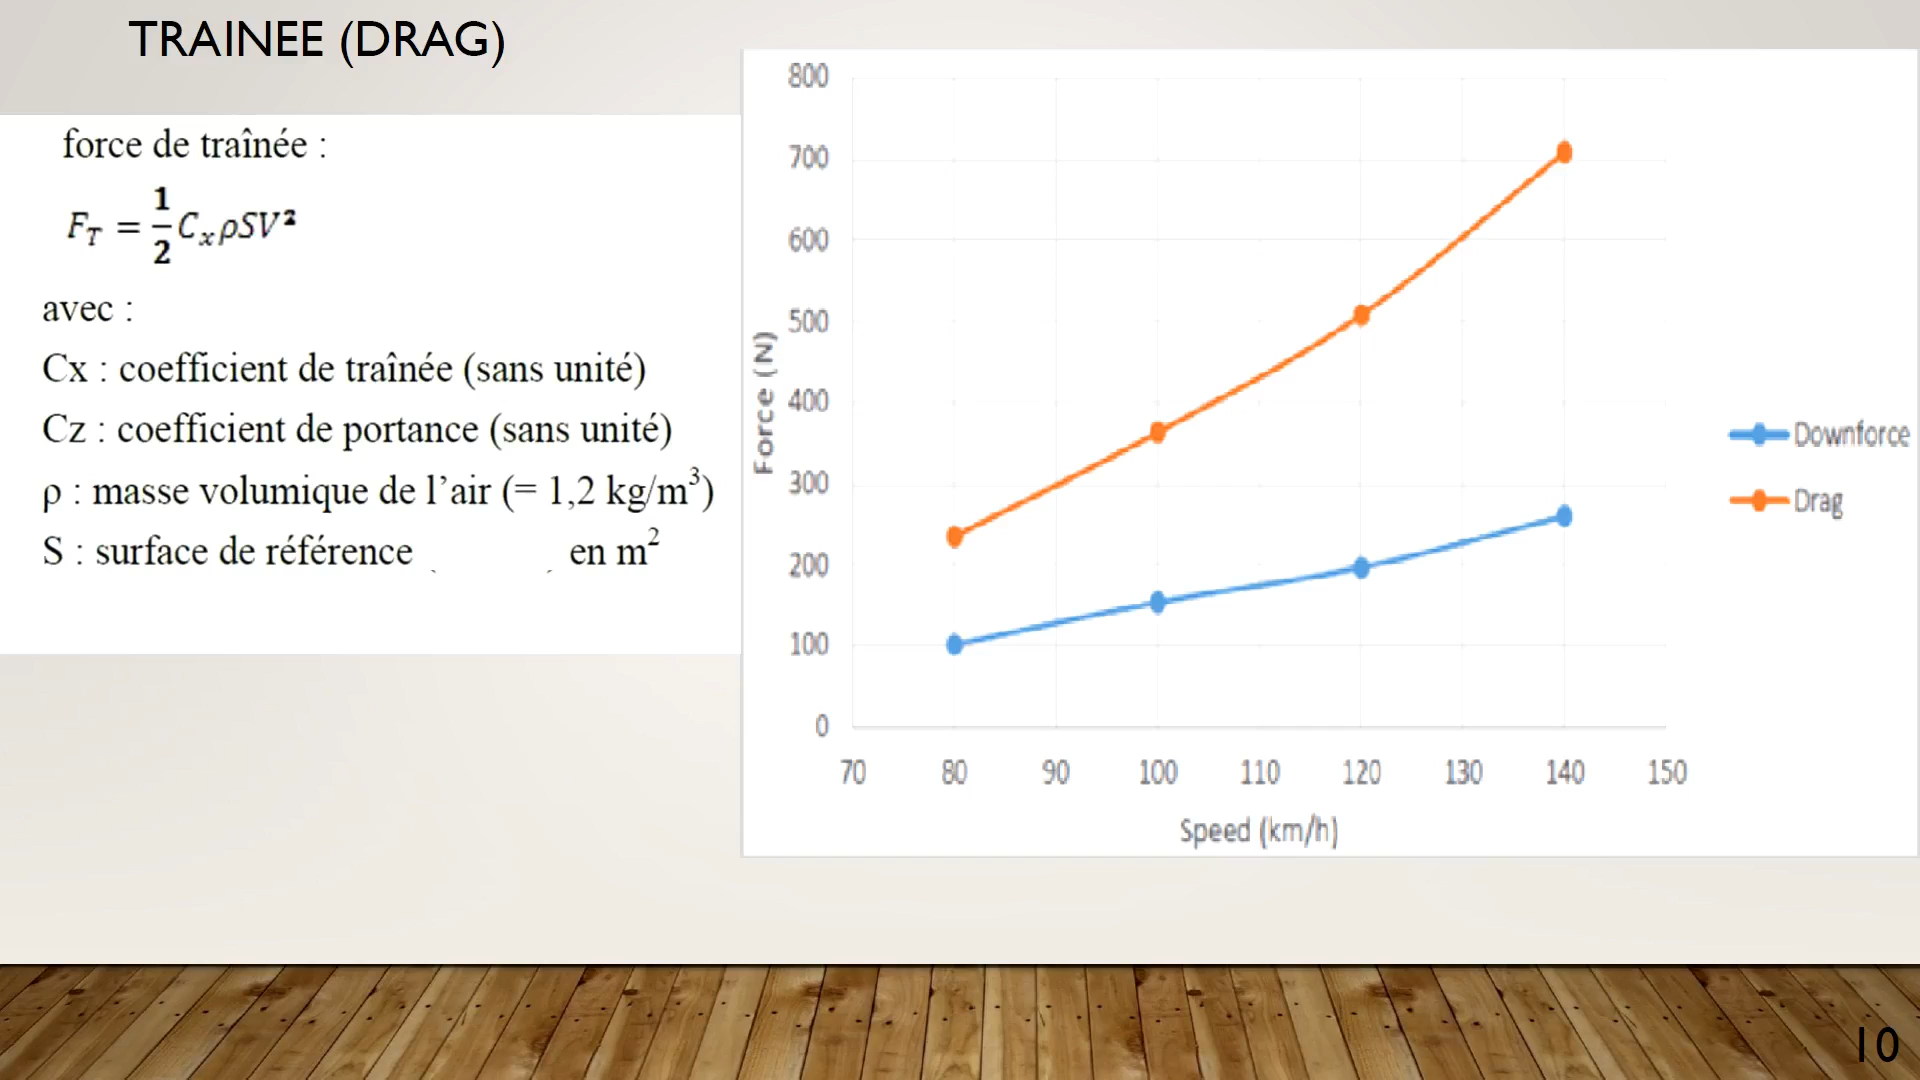 TRAINEE (DRAG)
force de traînée :
F_T = 1/2 C_x ρSV²
avec :
Cx : coefficient de traînée (sans unité)
Cz : coefficient de portance (sans unité)
ρ : masse volumique de l’air (= 1,2 kg/m³)
S : surface de référence en m²
800
700
600
500
400
300
200
100
0
Force (N)
70 80 90 100 110 120 130 140 150
Speed (km/h)
Downforce
Drag
10